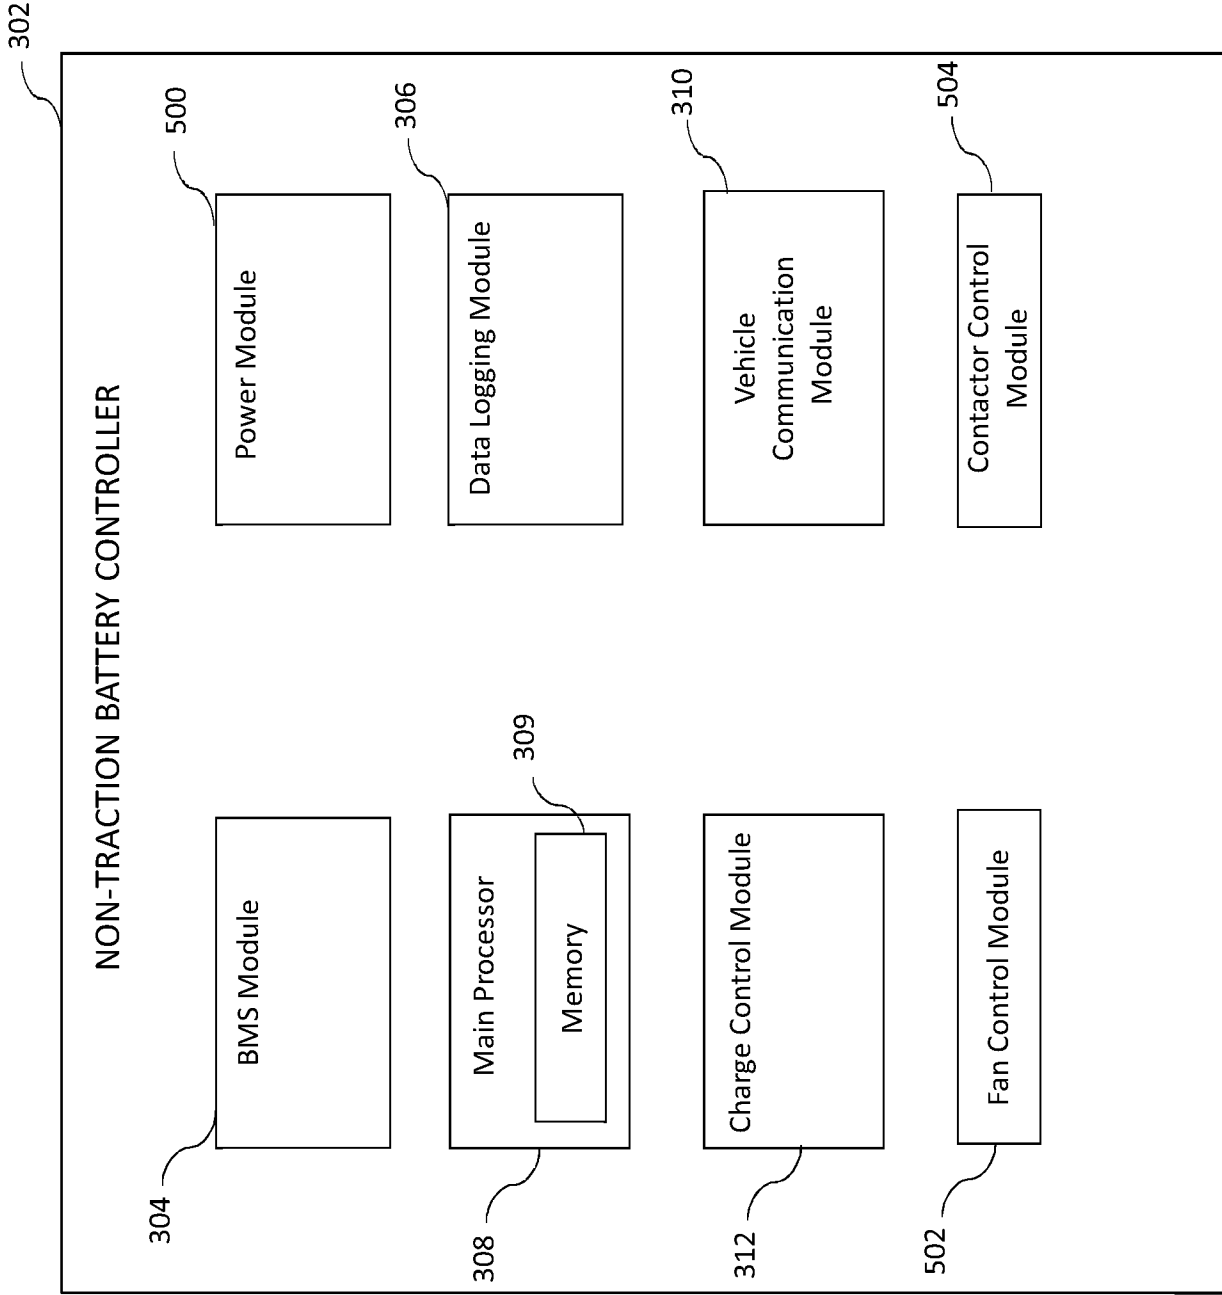 302
NON-TRACTION BATTERY CONTROLLER
304
BMS Module
500
Power Module
308
Main Processor
309
Memory
306
Data Logging Module
312
Charge Control Module
310
Vehicle
Communication
Module
502
Fan Control Module
504
Contactor Control
Module